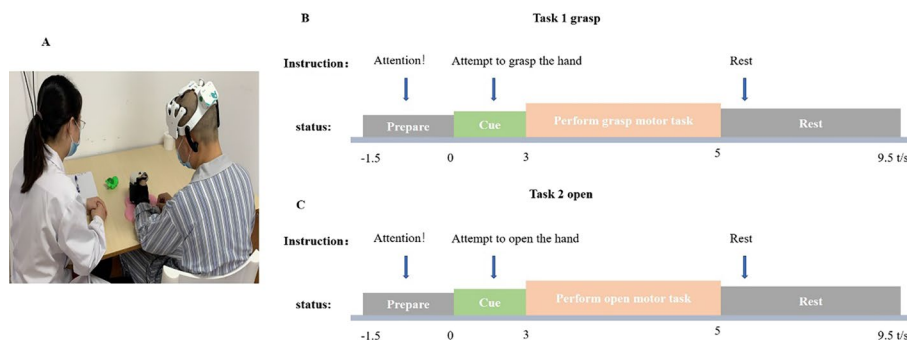 A
B
Task 1 grasp
Instruction:
Attention!
Attempt to grasp the hand
Rest
status:
Prepare
Cue
Perform grasp motor task
Rest
-1.5
0
3
5
9.5 t/s
C
Task 2 open
Instruction:
Attention!
Attempt to open the hand
Rest
status:
Prepare
Cue
Perform open motor task
Rest
-1.5
0
3
5
9.5 t/s